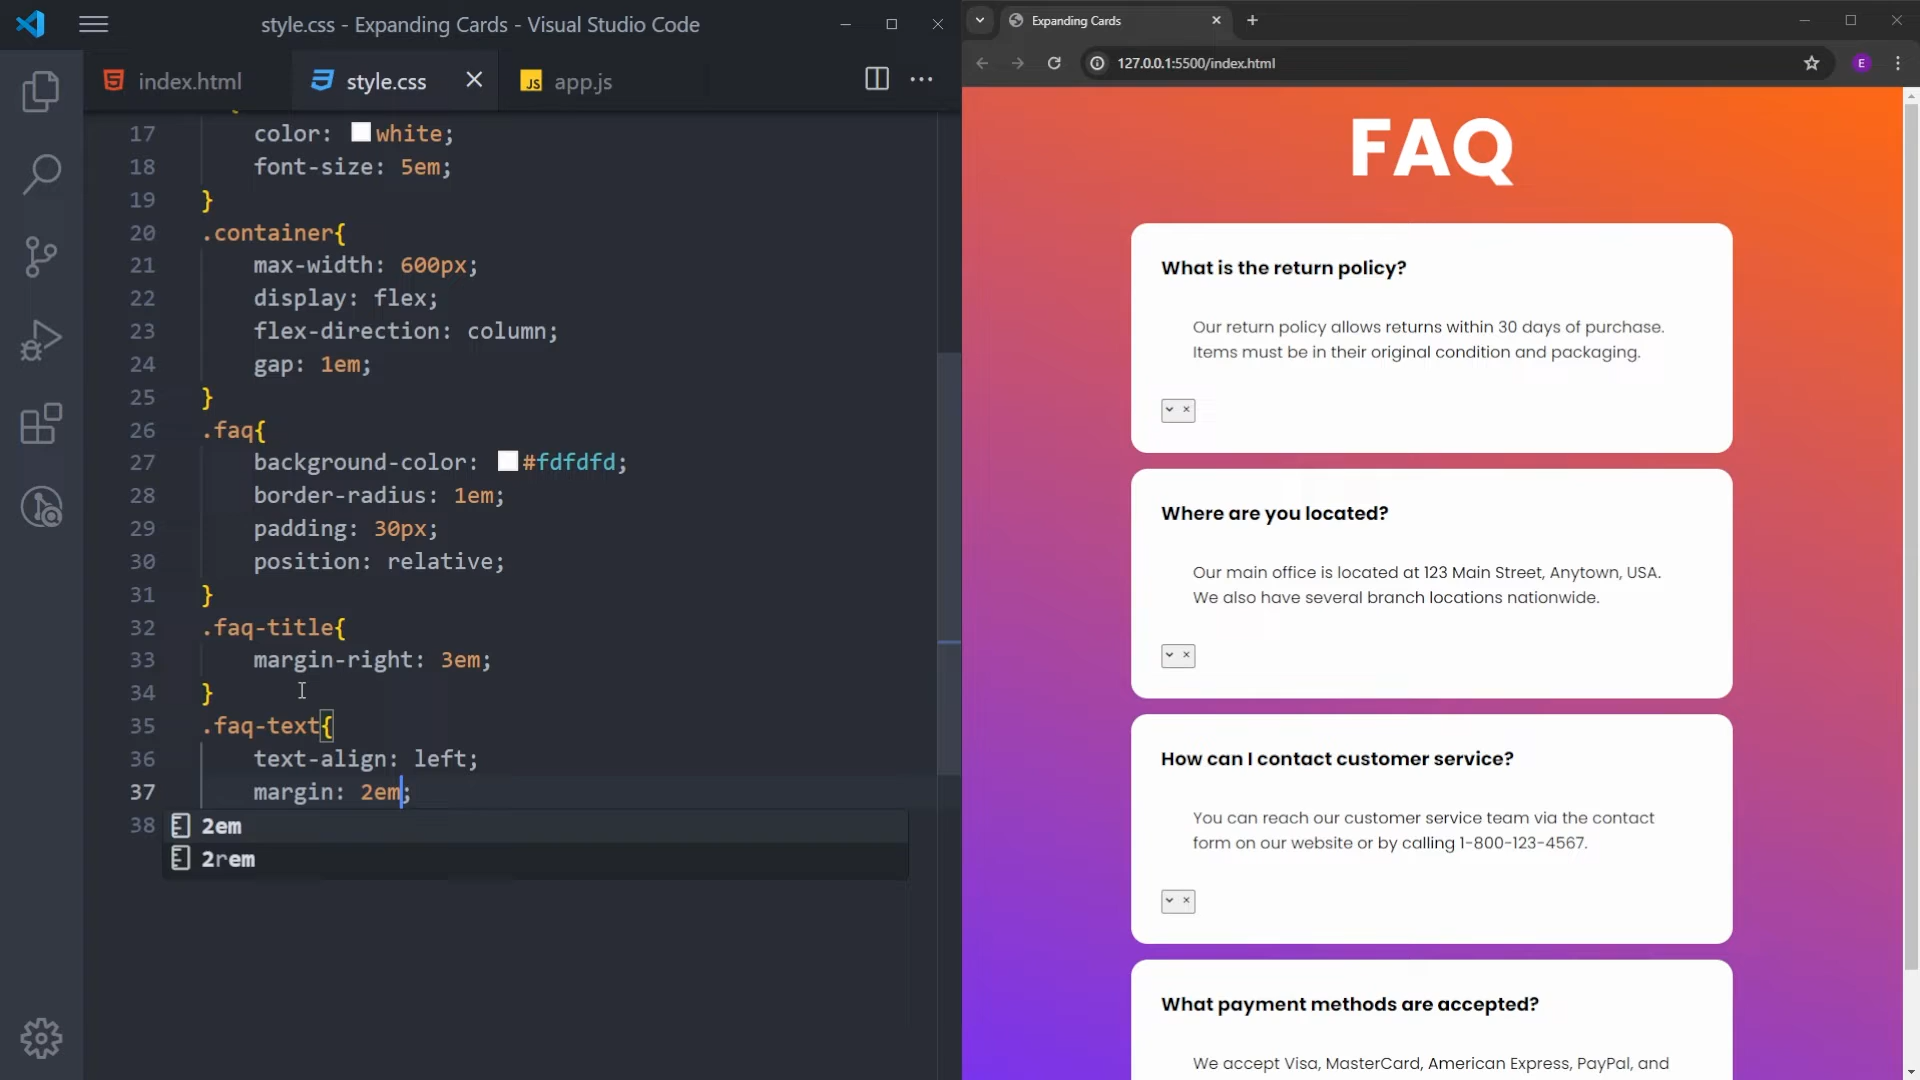 style.css - Expanding Cards - Visual Studio Code
index.html
style.css
JS app.js
17 color: white;
18 font-size: 5em;
19 }
20 .container{
21 max-width: 600px;
22 display: flex;
23 flex-direction: column;
24 gap: 1em;
25 }
26 .faq{
27 background-color: #fdfdfd;
28 border-radius: 1em;
29 padding: 30px;
30 position: relative;
31 }
32 .faq-title{
33 margin-right: 3em;
34 }
35 .faq-text{
36 text-align: left;
37 margin: 2em;
38
2em
2rem
Expanding Cards
127.0.0.1:5500/index.html
E
FAQ
What is the return policy?
Our return policy allows returns within 30 days of purchase.
Items must be in their original condition and packaging.
Where are you located?
Our main office is located at 123 Main Street, Anytown, USA.
We also have several branch locations nationwide.
How can I contact customer service?
You can reach our customer service team via the contact
form on our website or by calling 1-800-123-4567.
What payment methods are accepted?
We accept Visa, MasterCard, American Express, PayPal, and